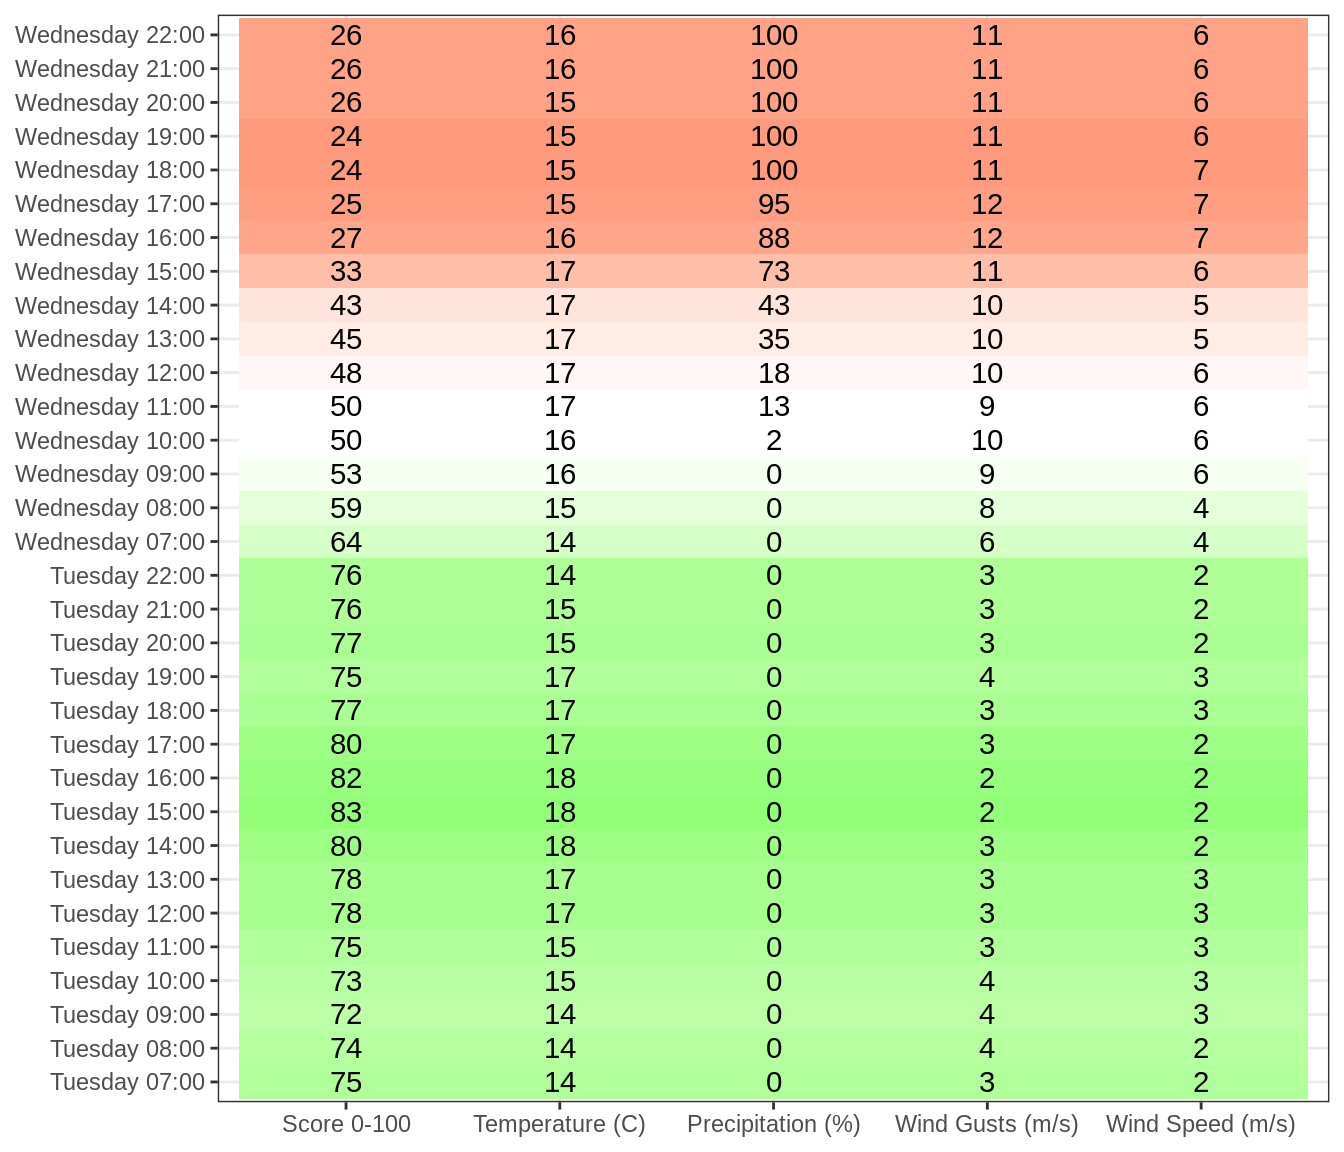 Wednesday 22:00 26 16 100 11 6
Wednesday 21:00 26 16 100 11 6
Wednesday 20:00 26 15 100 11 6
Wednesday 19:00 24 15 100 11 6
Wednesday 18:00 24 15 100 11 7
Wednesday 17:00 25 15 95 12 7
Wednesday 16:00 27 16 88 12 7
Wednesday 15:00 33 17 73 11 6
Wednesday 14:00 43 17 43 10 5
Wednesday 13:00 45 17 35 10 5
Wednesday 12:00 48 17 18 10 6
Wednesday 11:00 50 17 13 9 6
Wednesday 10:00 50 16 2 10 6
Wednesday 09:00 53 16 0 9 6
Wednesday 08:00 59 15 0 8 4
Wednesday 07:00 64 14 0 6 4
Tuesday 22:00 76 14 0 3 2
Tuesday 21:00 76 15 0 3 2
Tuesday 20:00 77 15 0 3 2
Tuesday 19:00 75 17 0 4 3
Tuesday 18:00 77 17 0 3 3
Tuesday 17:00 80 17 0 3 2
Tuesday 16:00 82 18 0 2 2
Tuesday 15:00 83 18 0 2 2
Tuesday 14:00 80 18 0 3 2
Tuesday 13:00 78 17 0 3 3
Tuesday 12:00 78 17 0 3 3
Tuesday 11:00 75 15 0 3 3
Tuesday 10:00 73 15 0 4 3
Tuesday 09:00 72 14 0 4 3
Tuesday 08:00 74 14 0 4 2
Tuesday 07:00 75 14 0 3 2
Score 0-100 Temperature (C) Precipitation (%) Wind Gusts (m/s) Wind Speed (m/s)